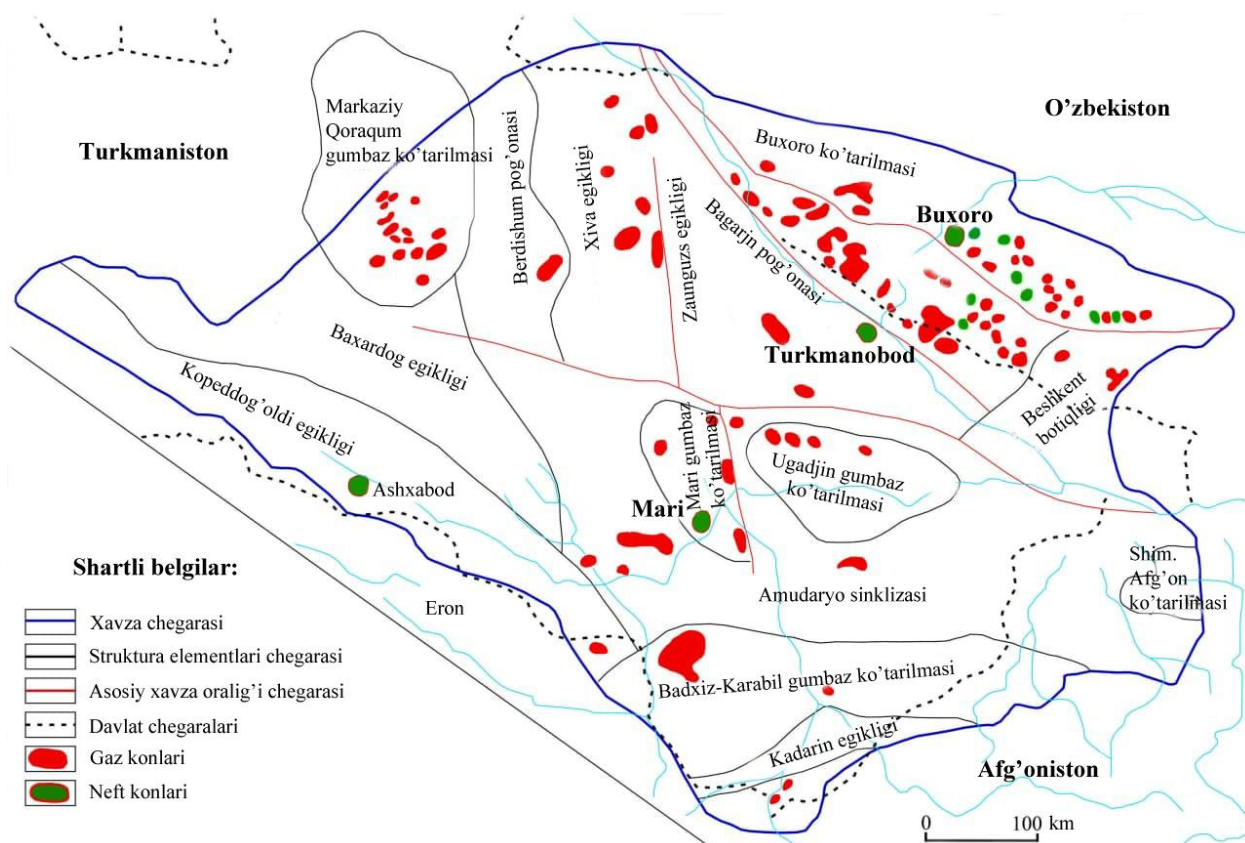 Turkmaniston
Markaziy
Qoraqum
gumbaz ko'tarilmasi
Berdishum pog'onasi
Xiva egikligi
Zaunguzs egikligi
Bagarjn pog'onasi
Buxoro ko'tarilmasi
O'zbekiston
Buxoro
Turkmanobod
Beshkent
botiqligi
Baxardog egikligi
Kopeddog'oldi egikligi
Ashxabod
Mari gumbaz
ko'tarilmasi
Mari
Ugadjin gumbaz
ko'tarilmasi
Shim.
Afg'on
ko'tarilmasi
Amudaryo sinklizasi
Eron
Badxiz-Karabil gumbaz ko'tarilmasi
Kadarin egikligi
Afg'oniston
Shartli belgilar:
Xavza chegarasi
Struktura elementlari chegarasi
Asosiy xavza oralig'i chegarasi
Davlat chegaralari
Gaz konlari
Neft konlari
0 100 km